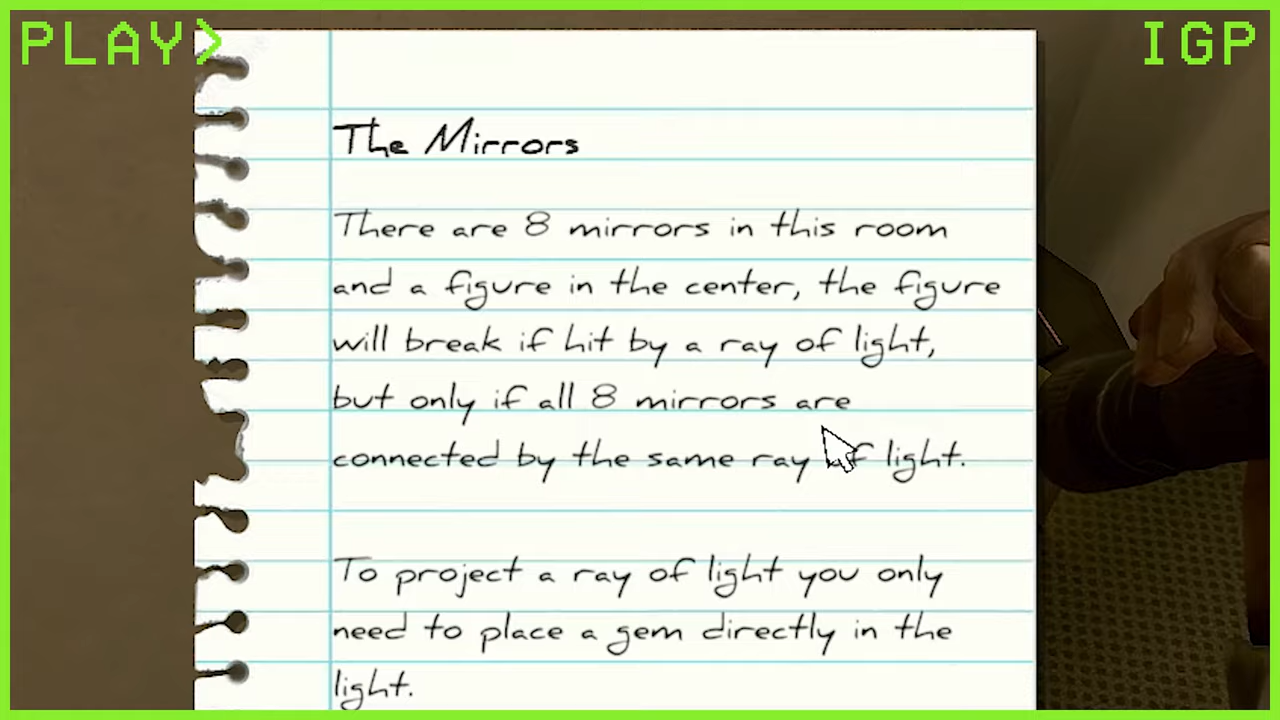 PLAY>
IGP
The Mirrors
There are 8 mirrors in this room
and a figure in the center, the figure
will break if hit by a ray of light,
but only if all 8 mirrors are
connected by the same ray of light.
To project a ray of light you only
need to place a gem directly in the
light.